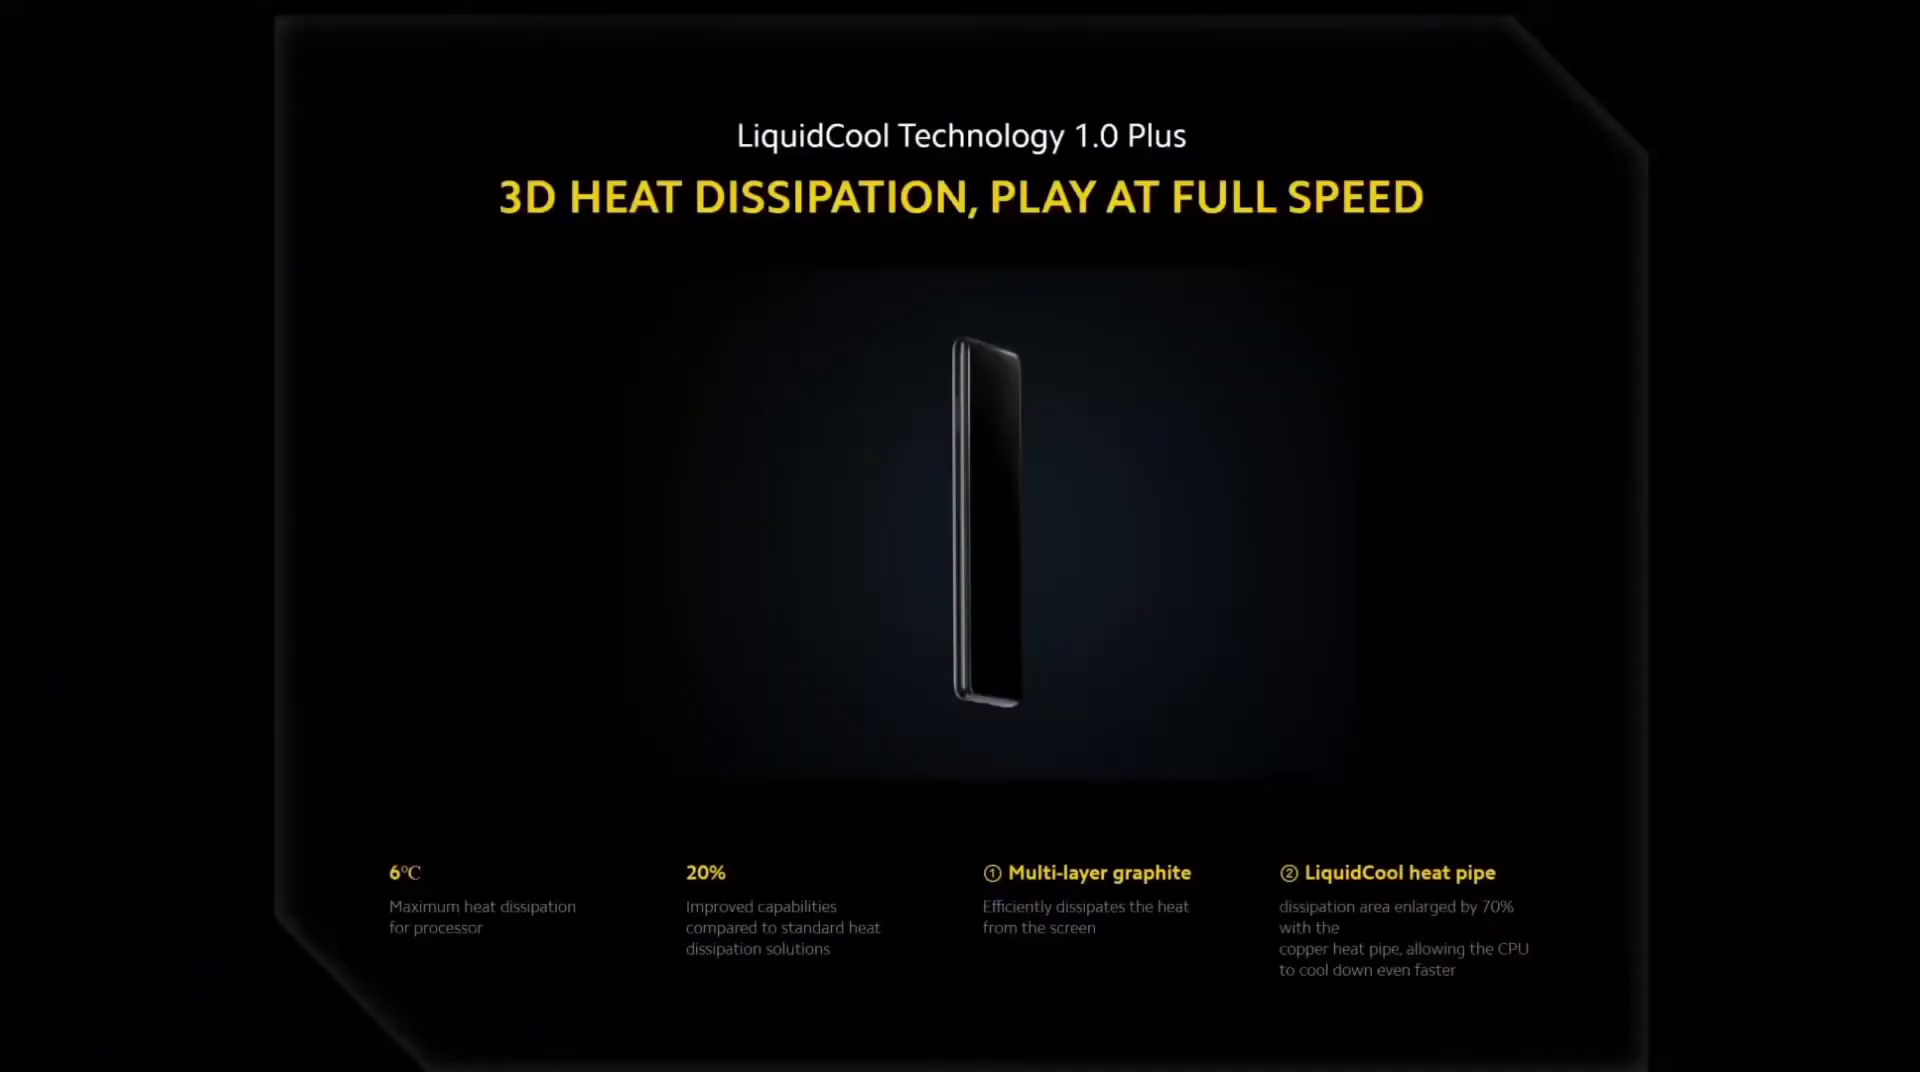 LiquidCool Technology 1.0 Plus
3D HEAT DISSIPATION, PLAY AT FULL SPEED
6℃
Maximum heat dissipation
for processor
20%
Improved capabilities
compared to standard heat
dissipation solutions
① Multi-layer graphite
Efficiently dissipates the heat
from the screen
② LiquidCool heat pipe
dissipation area enlarged by 70%
with the
copper heat pipe, allowing the CPU
to cool down even faster